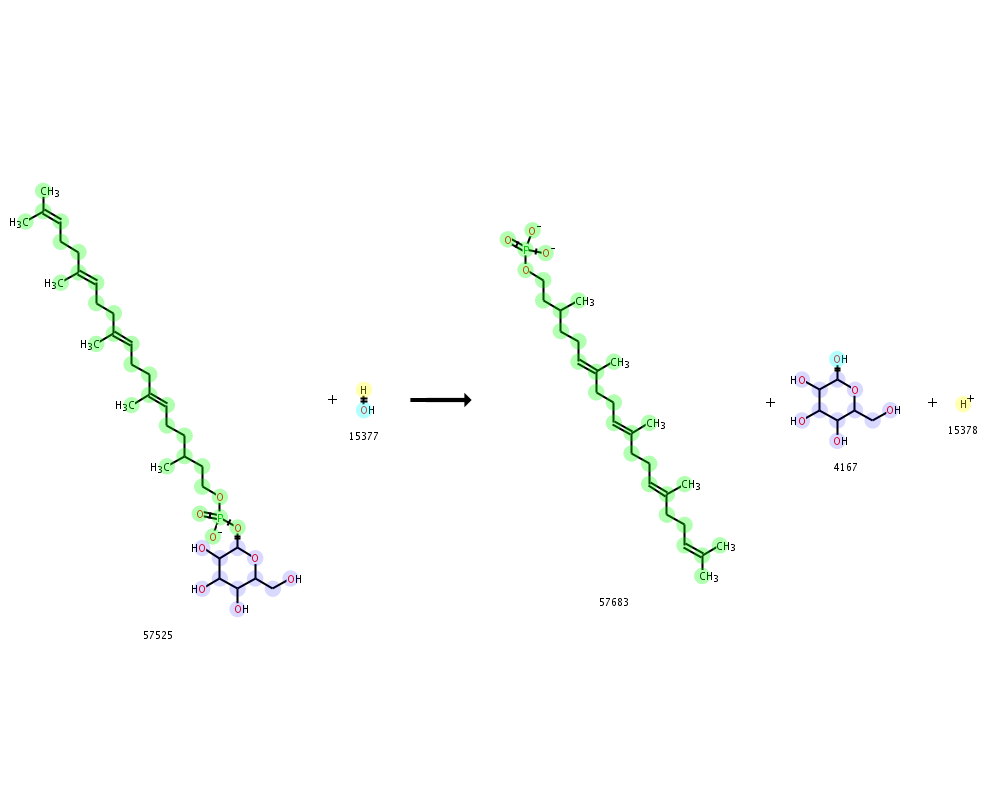 CH₃
H₃C
H₃C
H₃C
H₃C
H₃C
O
O P O
O⁻
HO O
HO OH
OH
57525
+
H
OH
15377
O⁻
O P O⁻
O
CH₃
CH₃
CH₃
CH₃
CH₃
CH₃
57683
+
OH
HO O
HO OH
OH
4167
+
H⁺
15378